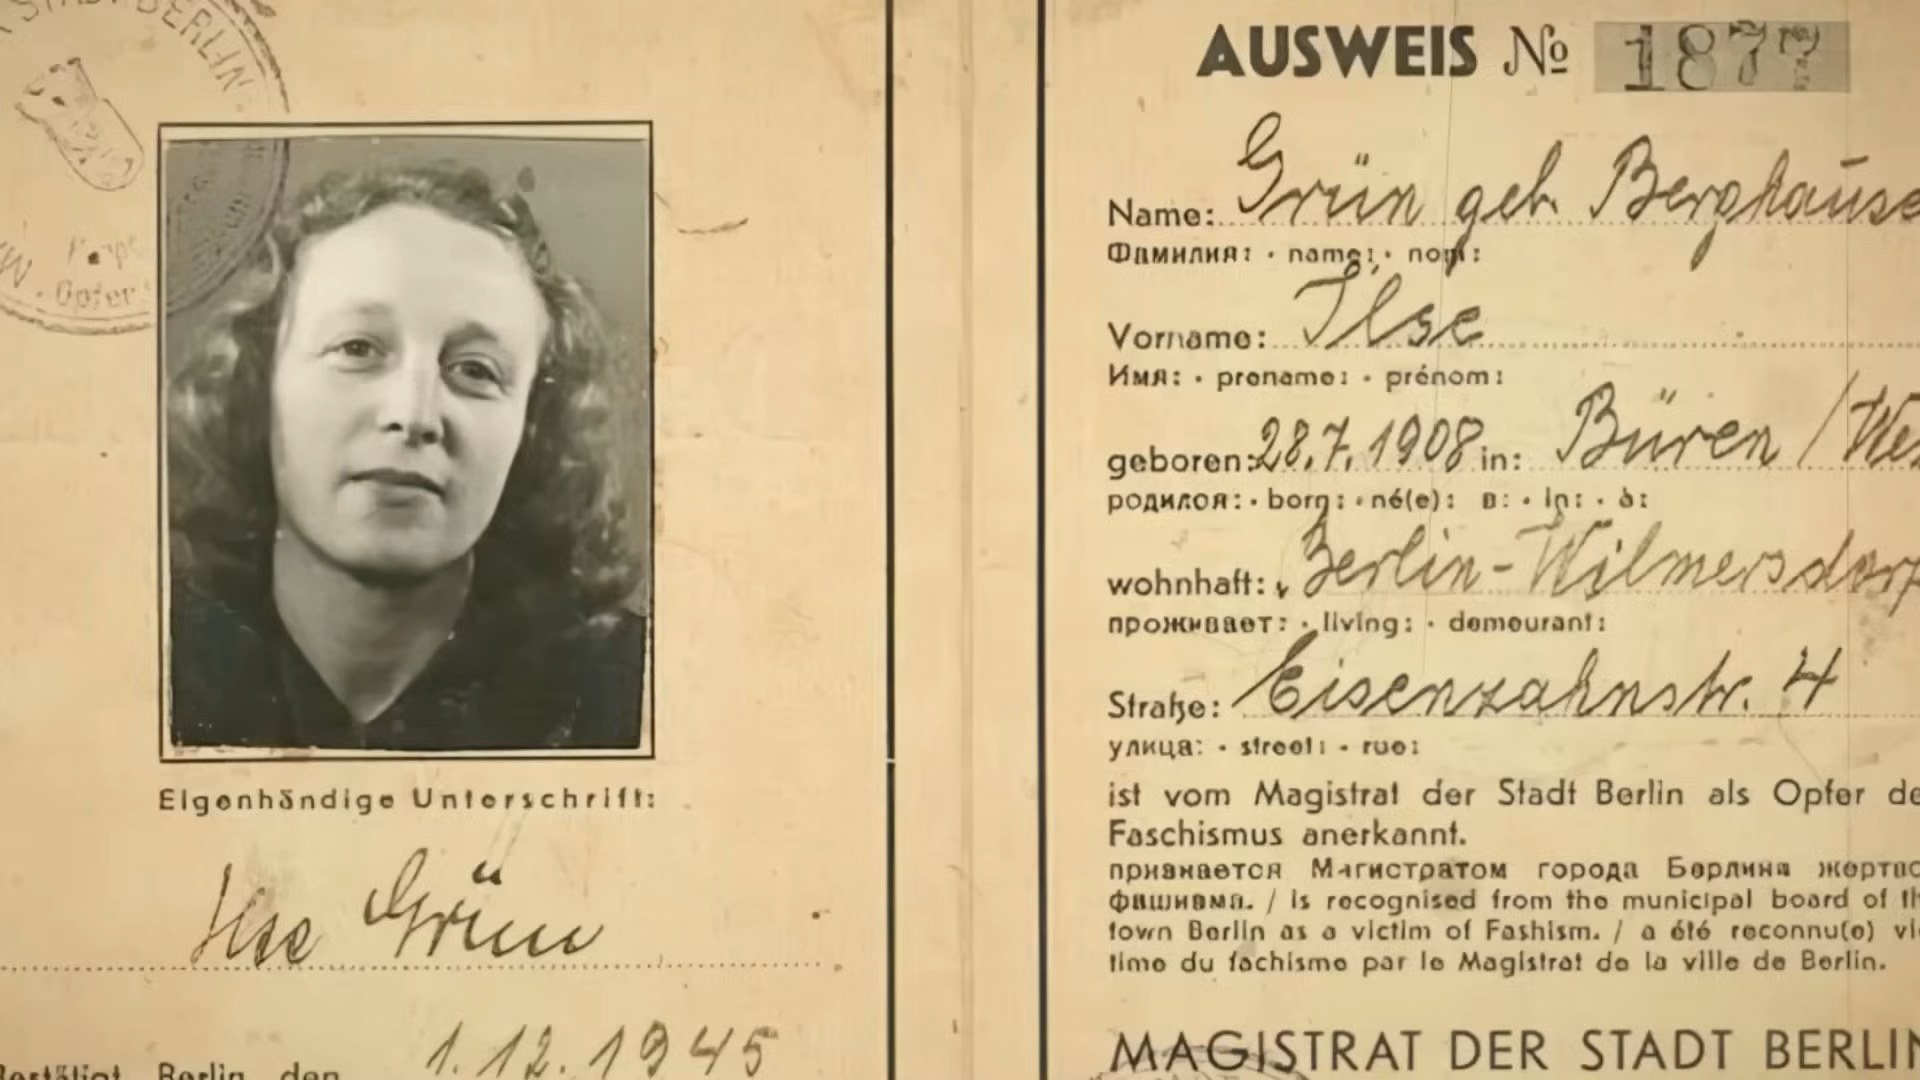 STADT BERLIN
Opfer
Eigenhändige Unterschrift:
Ilse Grün
Bestätigt Berlin, den 1.12.1945
AUSWEIS № 1877
Name: Grün geb. Berghause
Фамилия: · name: · nom:
Vorname: Ilse
Имя: · prename: · prénom:
geboren: 28.7.1908 in: Büren / Wes
родился: · born: · né(e): в: · in: · à:
wohnhaft: Berlin-Wilmersdorf
проживает: · living: · demeurant:
Straße: Eisenzahnstr. 4
улица: · street: · rue:
ist vom Magistrat der Stadt Berlin als Opfer de
Faschismus anerkannt.
признается Магистратом города Берлина жертво
фашизма. / is recognised from the municipal board of th
town Berlin as a victim of Fashism. / a été reconnu(e) vic
time du fachisme par le Magistrat de la ville de Berlin.
MAGISTRAT DER STADT BERLIN